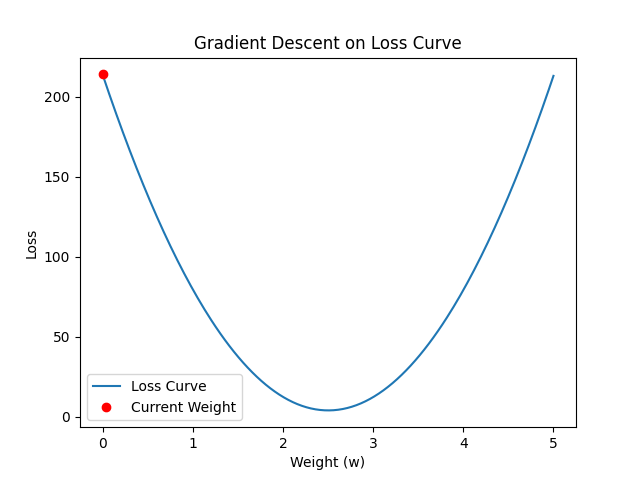 Gradient Descent on Loss Curve
200
150
100
50
0
Loss
Loss Curve
Current Weight
0 1 2 3 4 5
Weight (w)